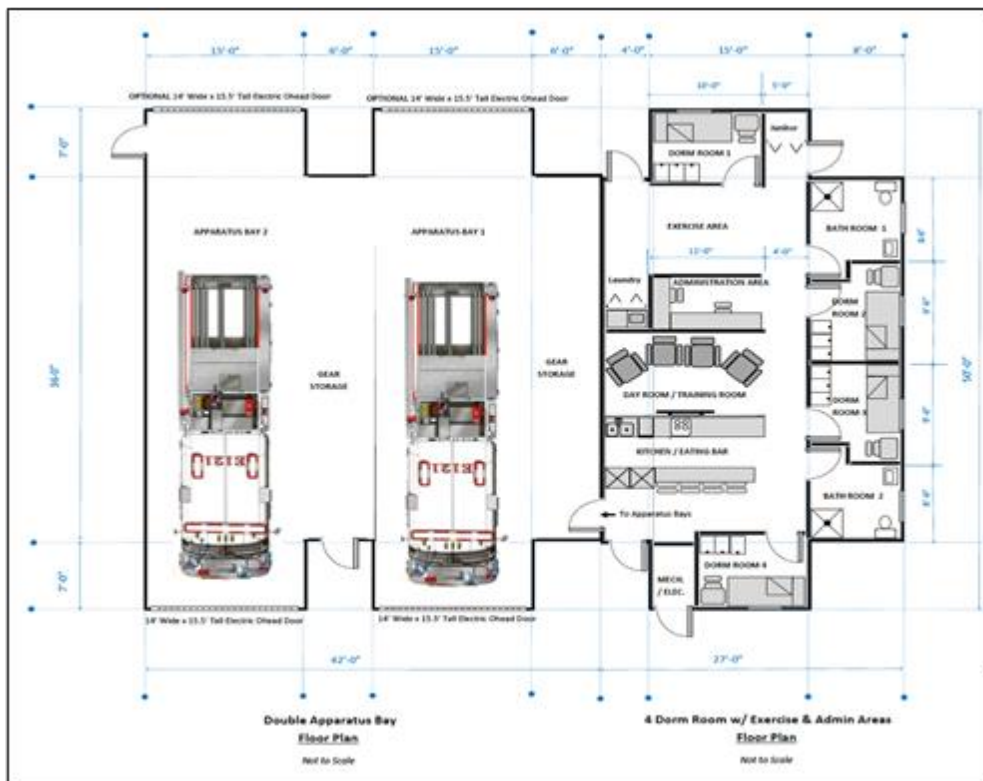 15'-0" 6'-0" 15'-0" 6'-0" 4'-0" 15'-0" 8'-0"
10'-0" 5'-0"
OPTIONAL 14' Wide x 15.5' Tall Electric Ohead Door
OPTIONAL 14' Wide x 15.5' Tall Electric Ohead Door
7'-0"
Janitor
DORM ROOM 1
APPARATUS BAY 2
APPARATUS BAY 1
EXERCISE AREA
BATH ROOM 1
11'-0" 4'-0"
Laundry
ADMINISTRATION AREA
DORM
ROOM 2
36'-0"
GEAR
STORAGE
GEAR
STORAGE
50'-0"
DAY ROOM / TRAINING ROOM
DORM
ROOM 3
KITCHEN / EATING BAR
E121
E121
BATH ROOM 2
To Apparatus Bays
7'-0"
MECH.
/ ELEC.
DORM ROOM 4
14' Wide x 15.5' Tall Electric Ohead Door
14' Wide x 15.5' Tall Electric Ohead Door
42'-0" 27'-0"
Double Apparatus Bay
Floor Plan
Not to Scale
4 Dorm Room w/ Exercise & Admin Areas
Floor Plan
Not to Scale